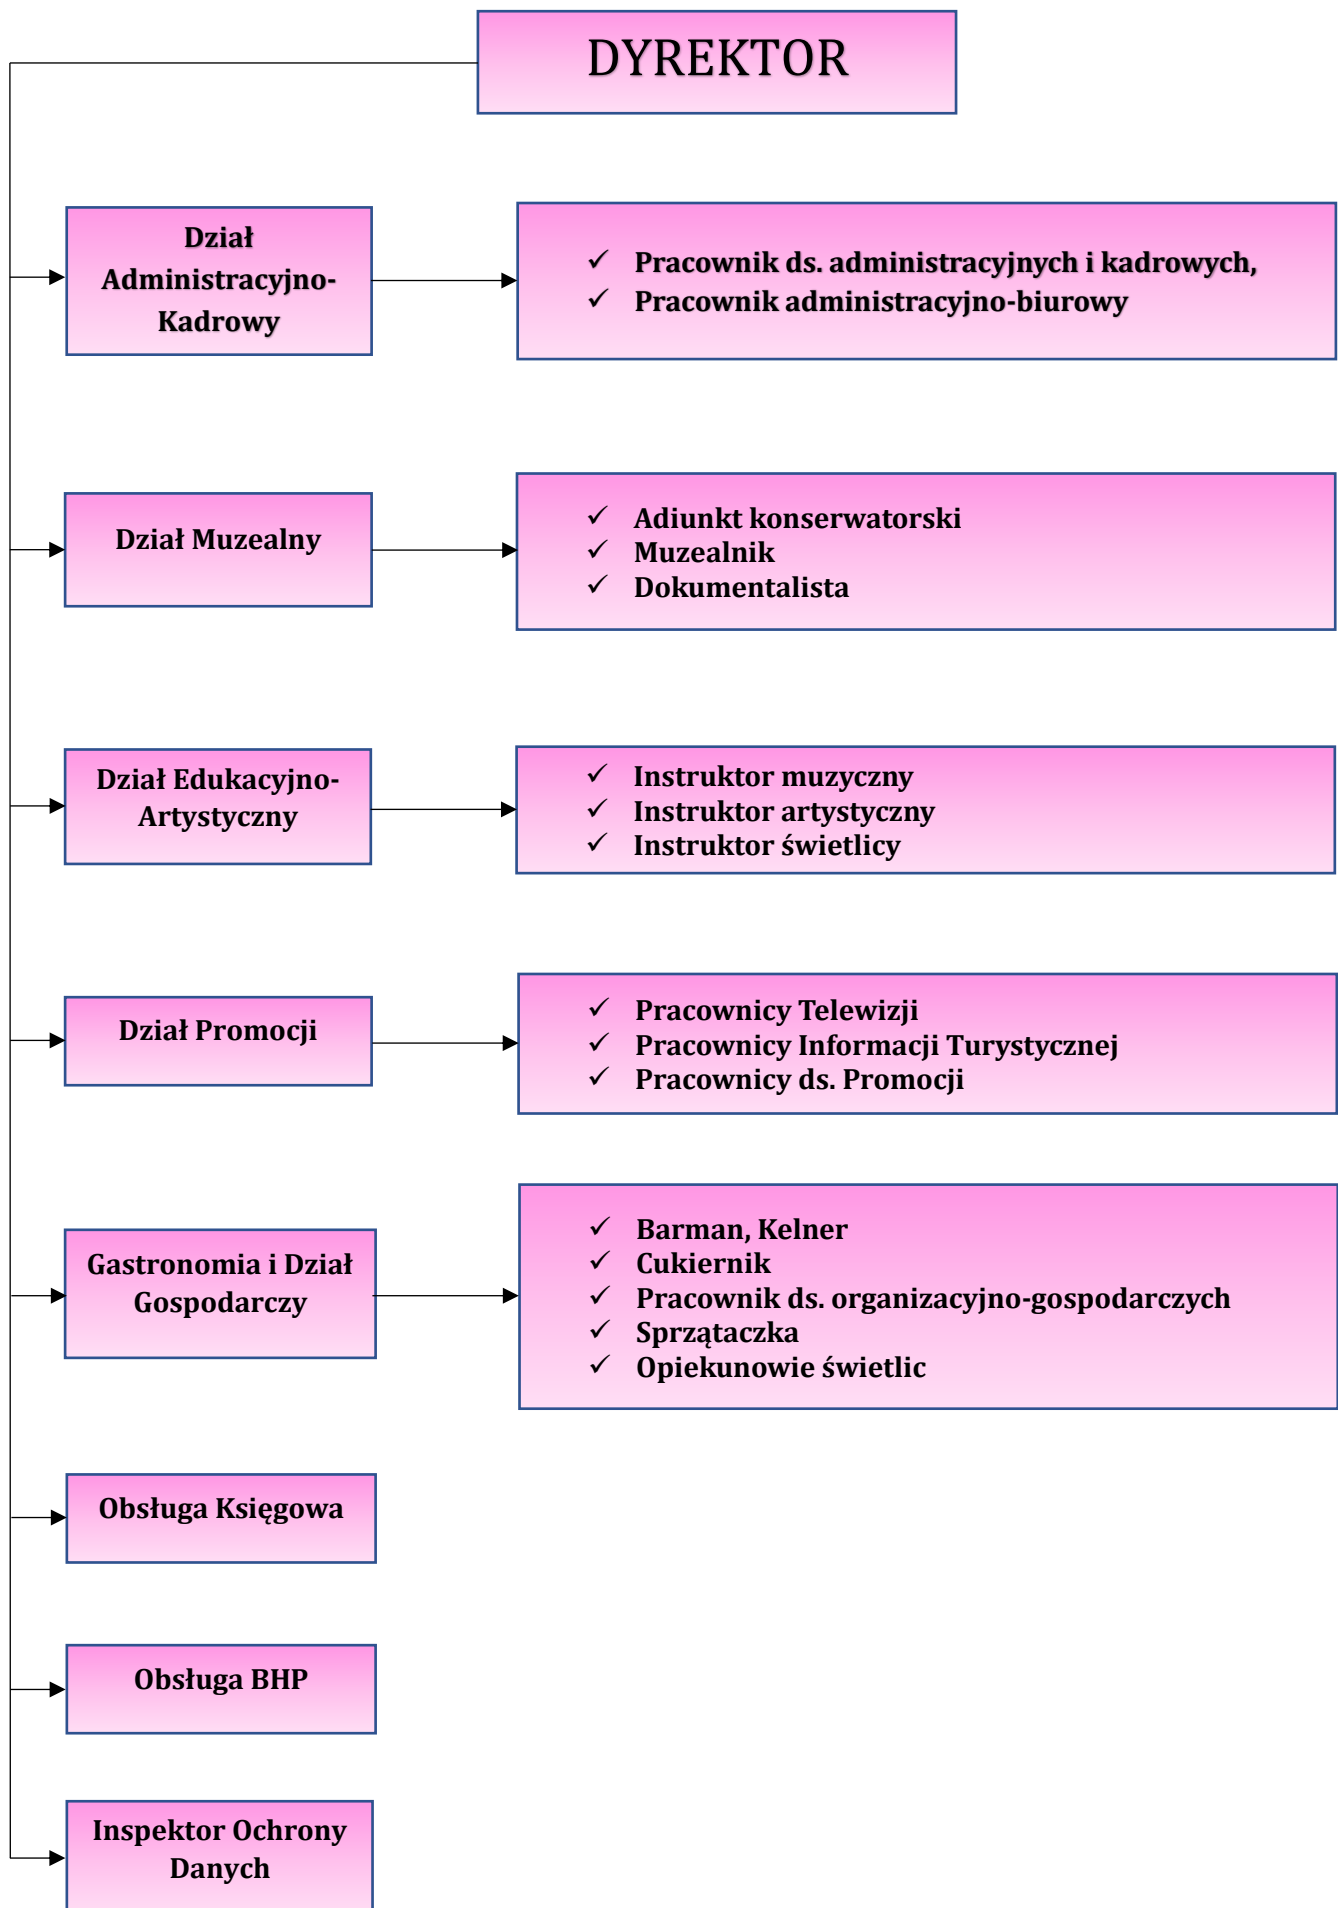 DYREKTOR
Dział
Administracyjno-
Kadrowy
✓ Pracownik ds. administracyjnych i kadrowych,
✓ Pracownik administracyjno-biurowy
Dział Muzealny
✓ Adiunkt konserwatorski
✓ Muzealnik
✓ Dokumentalista
Dział Edukacyjno-
Artystyczny
✓ Instruktor muzyczny
✓ Instruktor artystyczny
✓ Instruktor świetlicy
Dział Promocji
✓ Pracownicy Telewizji
✓ Pracownicy Informacji Turystycznej
✓ Pracownicy ds. Promocji
Gastronomia i Dział
Gospodarczy
✓ Barman, Kelner
✓ Cukiernik
✓ Pracownik ds. organizacyjno-gospodarczych
✓ Sprzątaczka
✓ Opiekunowie świetlic
Obsługa Księgowa
Obsługa BHP
Inspektor Ochrony
Danych